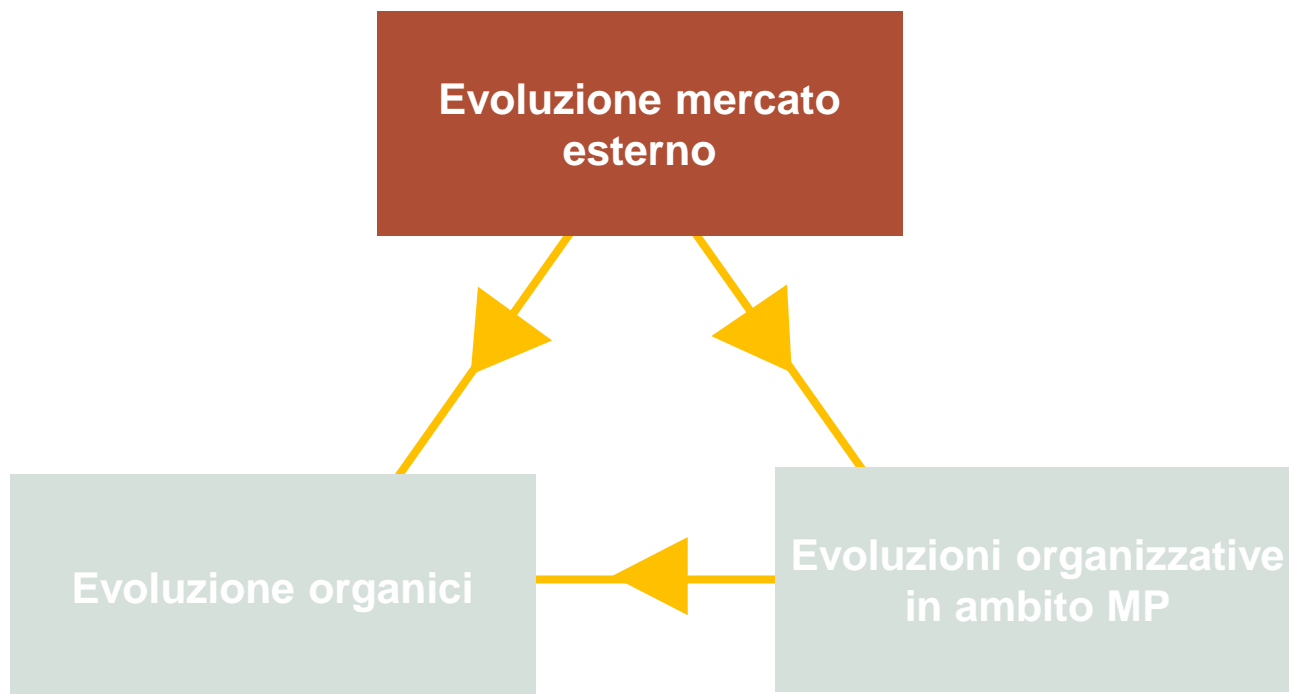 Evoluzione mercato
esterno
Evoluzione organici
Evoluzioni organizzative
in ambito MP